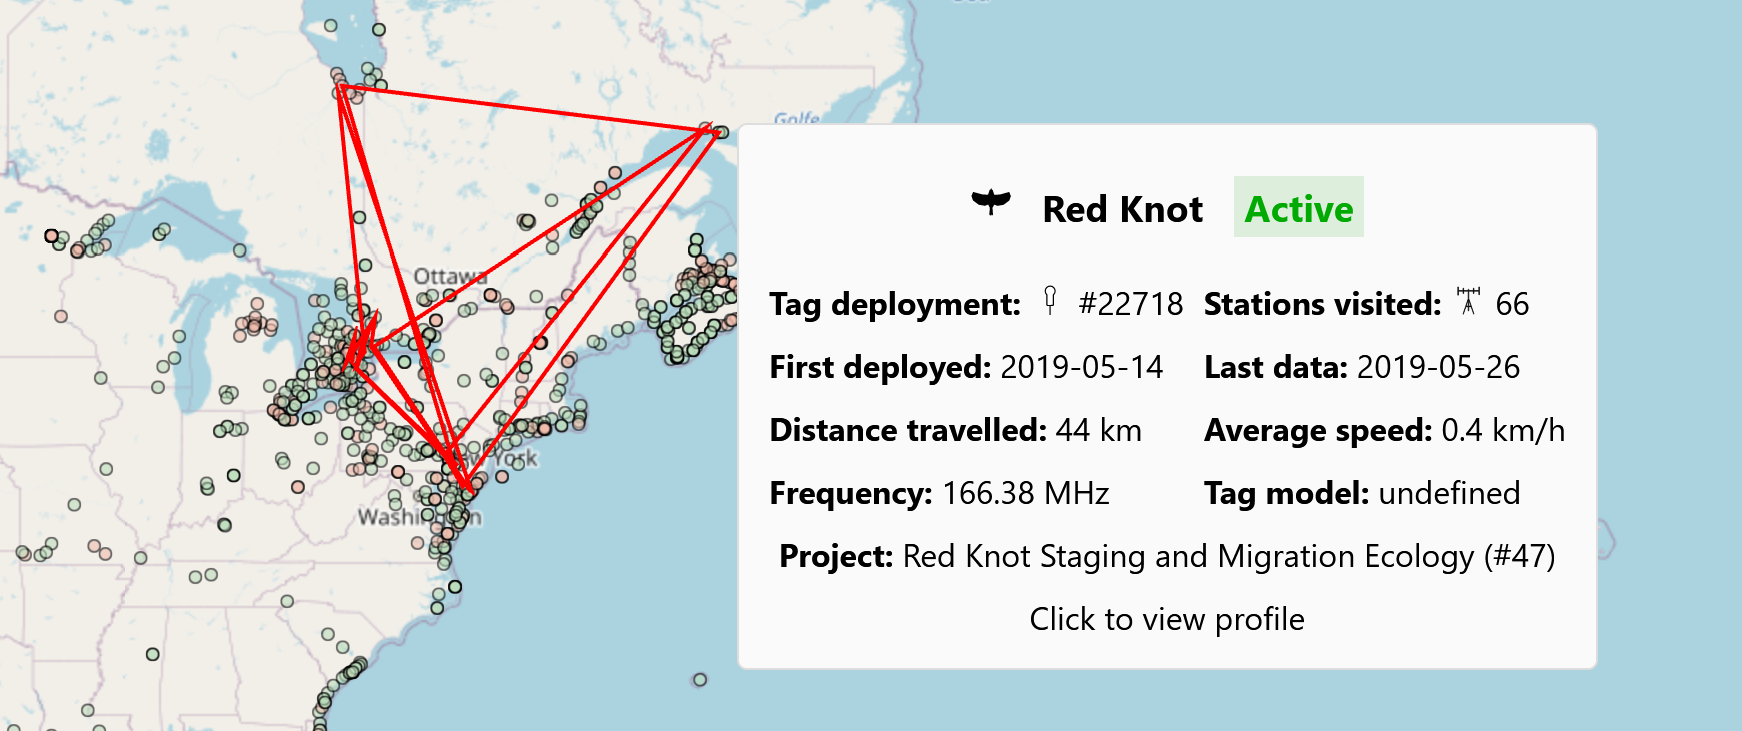 Golfe
Ottawa
Washington
Red Knot Active
Tag deployment: #22718 Stations visited: 66
First deployed: 2019-05-14 Last data: 2019-05-26
Distance travelled: 44 km Average speed: 0.4 km/h
Frequency: 166.38 MHz Tag model: undefined
Project: Red Knot Staging and Migration Ecology (#47)
Click to view profile
York